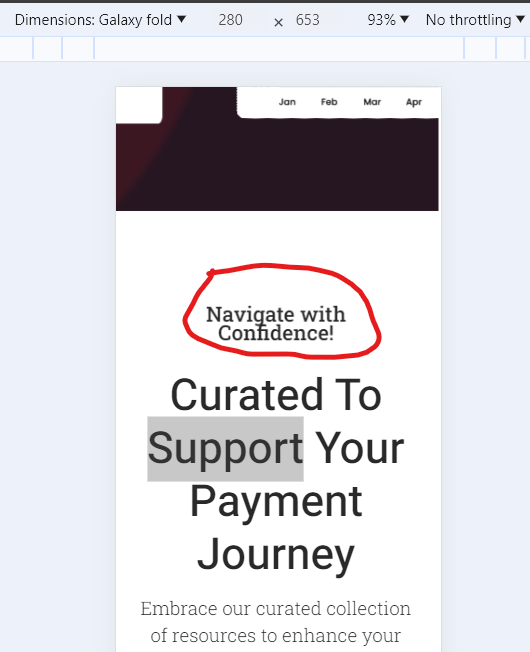 Dimensions: Galaxy fold ▼ 280 × 653 93% ▼ No throttling ▼
Jan Feb Mar Apr
Navigate with
Confidence!
Curated To
Support Your
Payment
Journey
Embrace our curated collection
of resources to enhance your